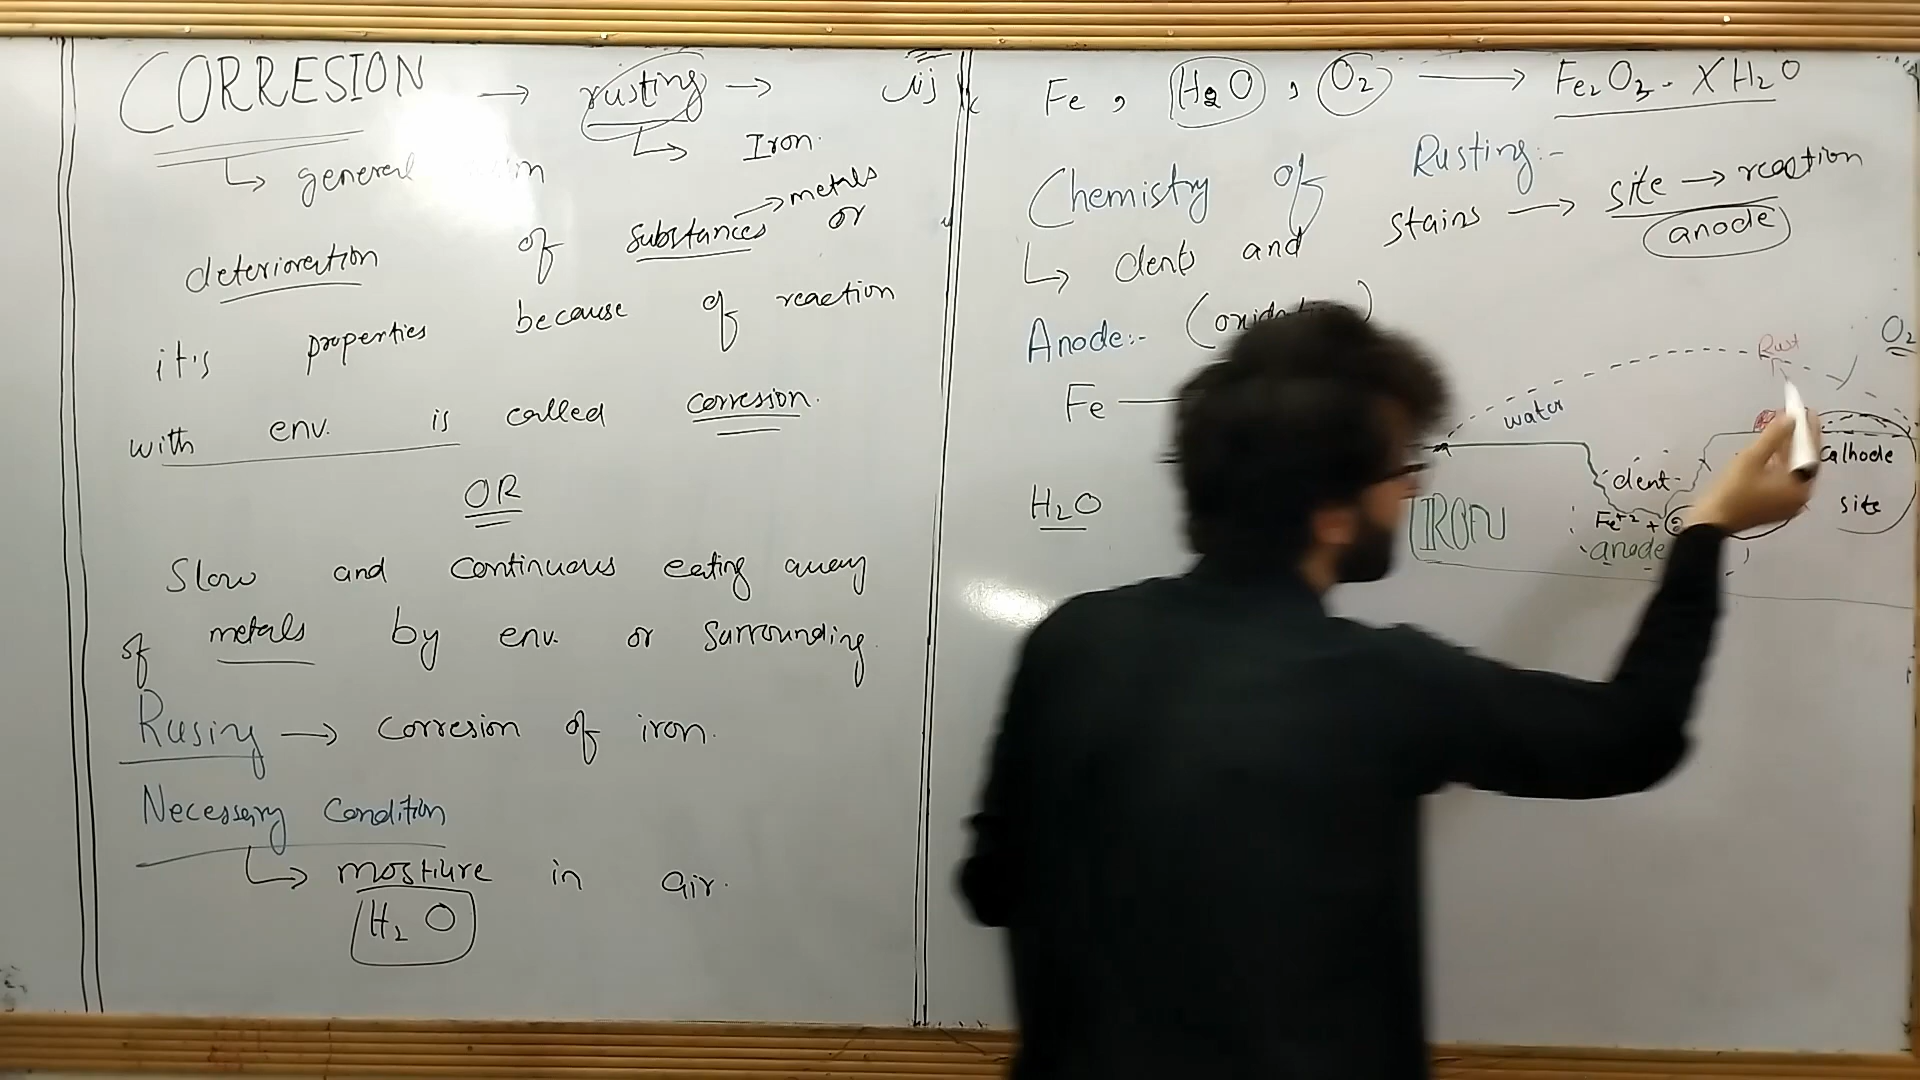 CORRESION → rusting → زنگ
↳ Iron.
↳ general
deterioration of substances → metals or
it's properties because of reaction
with env. is called corresion.
OR
Slow and continuous eating away
of metals by env. or surrounding.
Rusing → corresion of iron.
Necessary Condition
↳ mostiure in air.
H₂O
Fe, H₂O, O₂ → Fe₂O₃. XH₂O
Chemistry of Rusting:-
↳ dents and stains → site → reaction
anode
Anode:-
Fe
H₂O
O₂
Rust
water
dent
Fe⁺² +
anode
IRON
Cathode
site